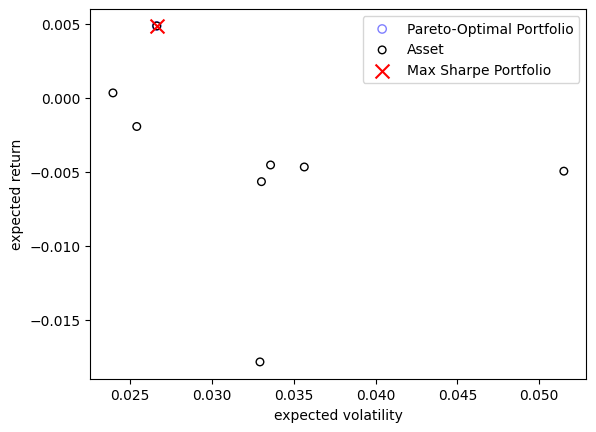 Pareto-Optimal Portfolio
Asset
Max Sharpe Portfolio
0.005
0.000
−0.005
−0.010
−0.015
expected return
0.025 0.030 0.035 0.040 0.045 0.050
expected volatility